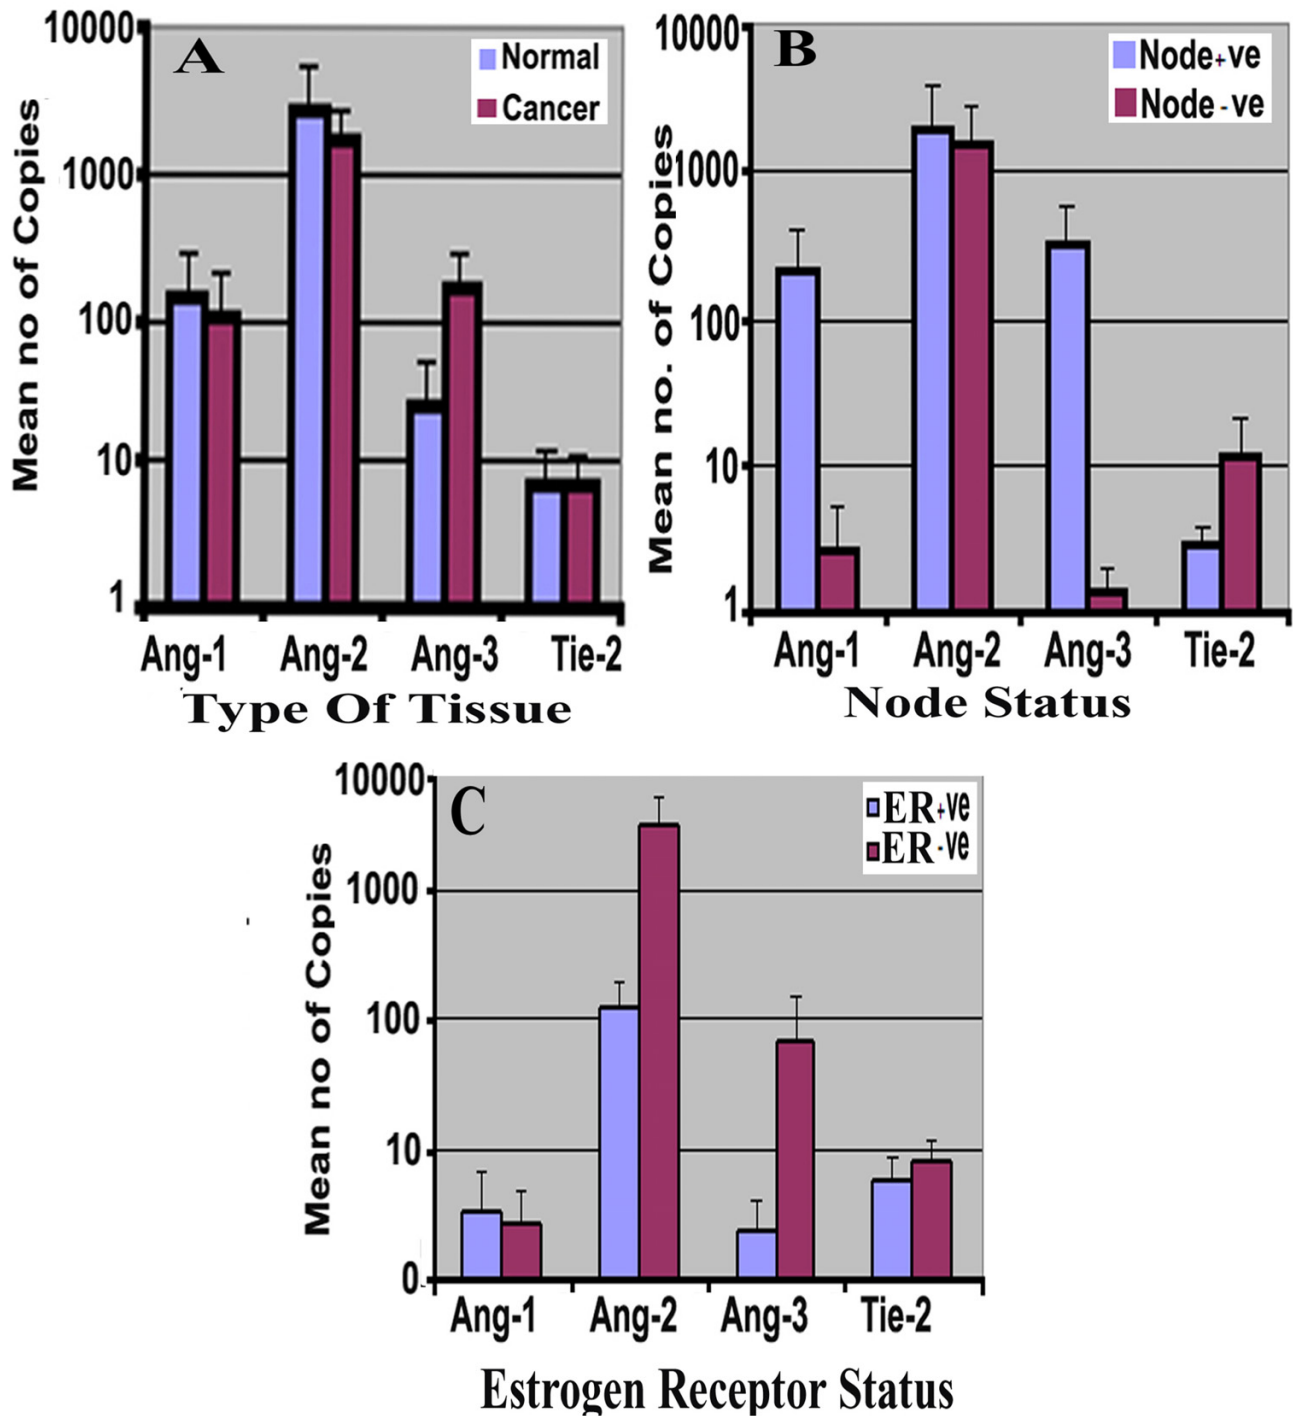 A
Normal
Cancer
Mean no of Copies
10000
1000
100
10
1
Ang-1 Ang-2 Ang-3 Tie-2
Type Of Tissue
B
Node+ve
Node-ve
Mean no. of Copies
10000
1000
100
10
1
Ang-1 Ang-2 Ang-3 Tie-2
Node Status
C
ER+ve
ER-ve
Mean no of Copies
10000
1000
100
10
0
Ang-1 Ang-2 Ang-3 Tie-2
Estrogen Receptor Status